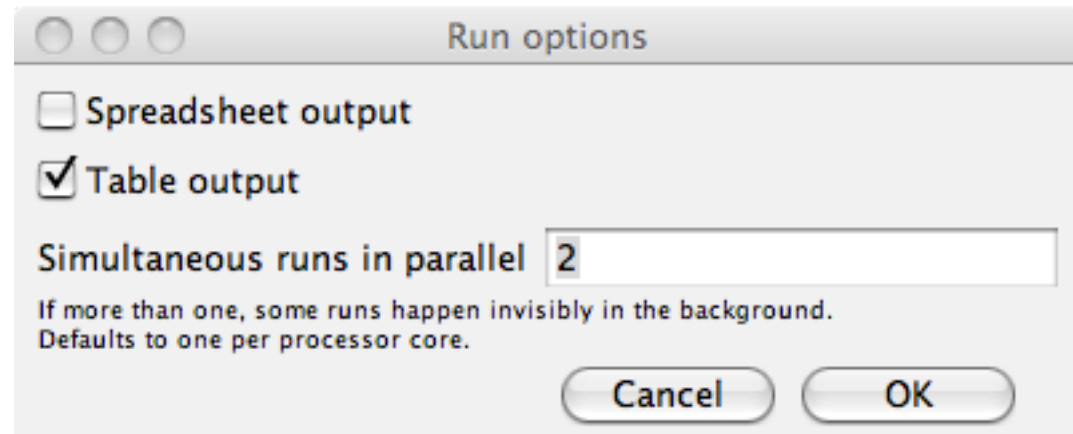 Run options
Spreadsheet output
Table output
Simultaneous runs in parallel 2
If more than one, some runs happen invisibly in the background.
Defaults to one per processor core.
Cancel OK